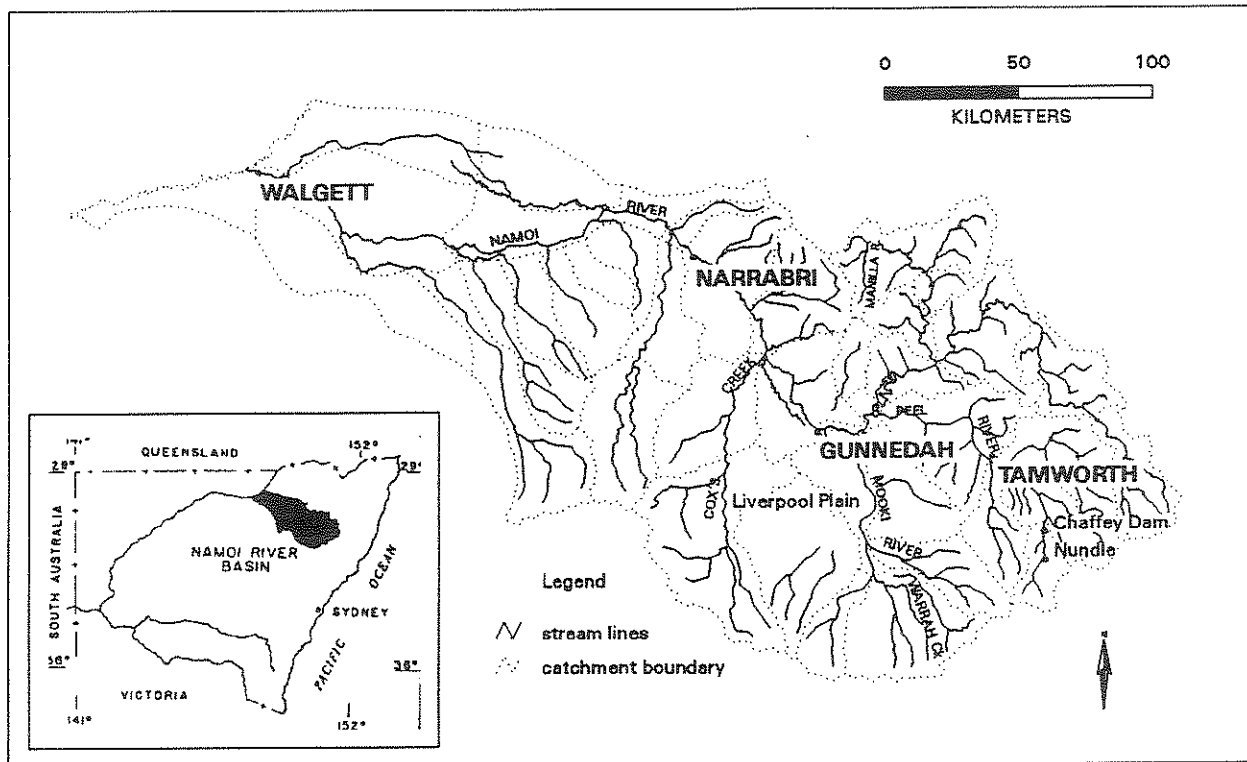 0 50 100
KILOMETERS
WALGETT
RIVER
NAMOI
NARRABRI
MANILLA R.
CREEK
PEEL
RIVER
GUNNEDAH
TAMWORTH
COX'S
Liverpool Plain
MOOKI
RIVER
Chaffey Dam
Nundle
WARRAH CK
Legend
stream lines
catchment boundary
QUEENSLAND
152°
29°
SOUTH AUSTRALIA
NAMOI RIVER
BASIN
SYDNEY
PACIFIC
OCEAN
36°
VICTORIA
141°
152°